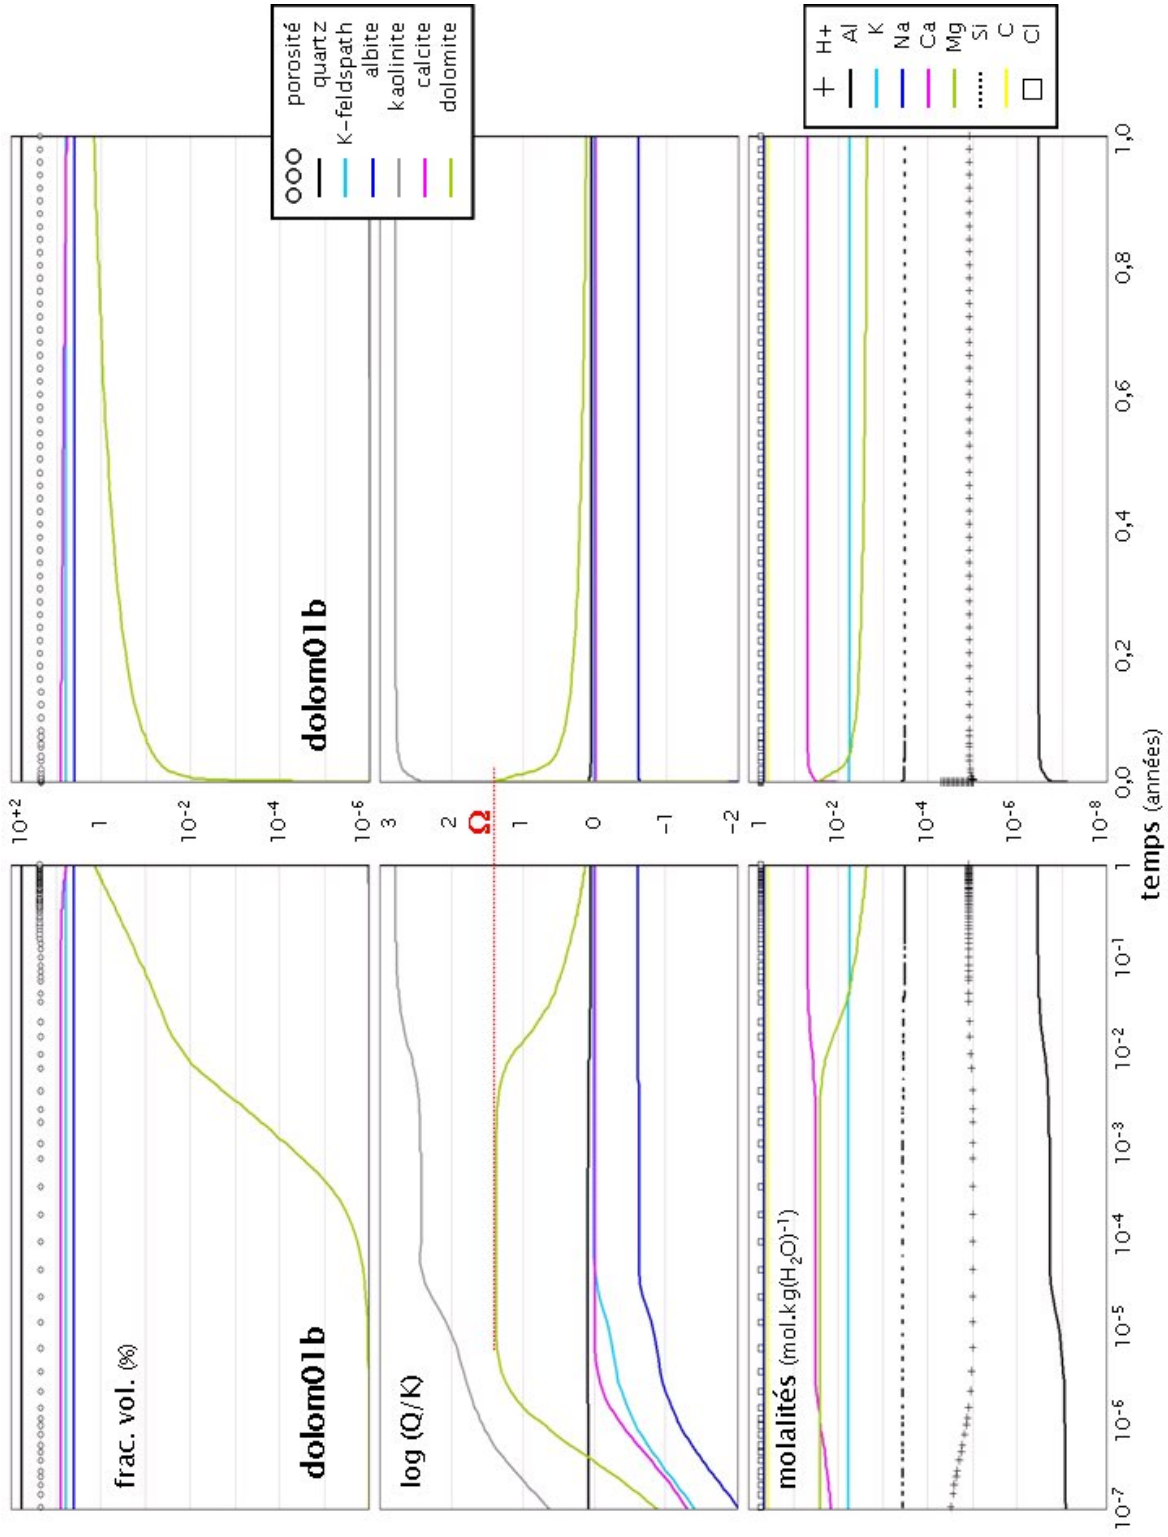 frac. vol. (%)
dolom01b
dolom01b
10+2
1
10-2
10-4
10-6
porosité
quartz
K-feldspath
albite
kaolinite
calcite
dolomite
log (Q/K)
3
2
Ω
1
0
-1
-2
molalités (mol.kg(H2O)-1)
1
10-2
10-4
10-6
10-8
H+
Al
K
Na
Ca
Mg
Si
C
Cl
10-7
10-6
10-5
10-4
10-3
10-2
10-1
1
0,0
0,2
0,4
0,6
0,8
1,0
temps (années)